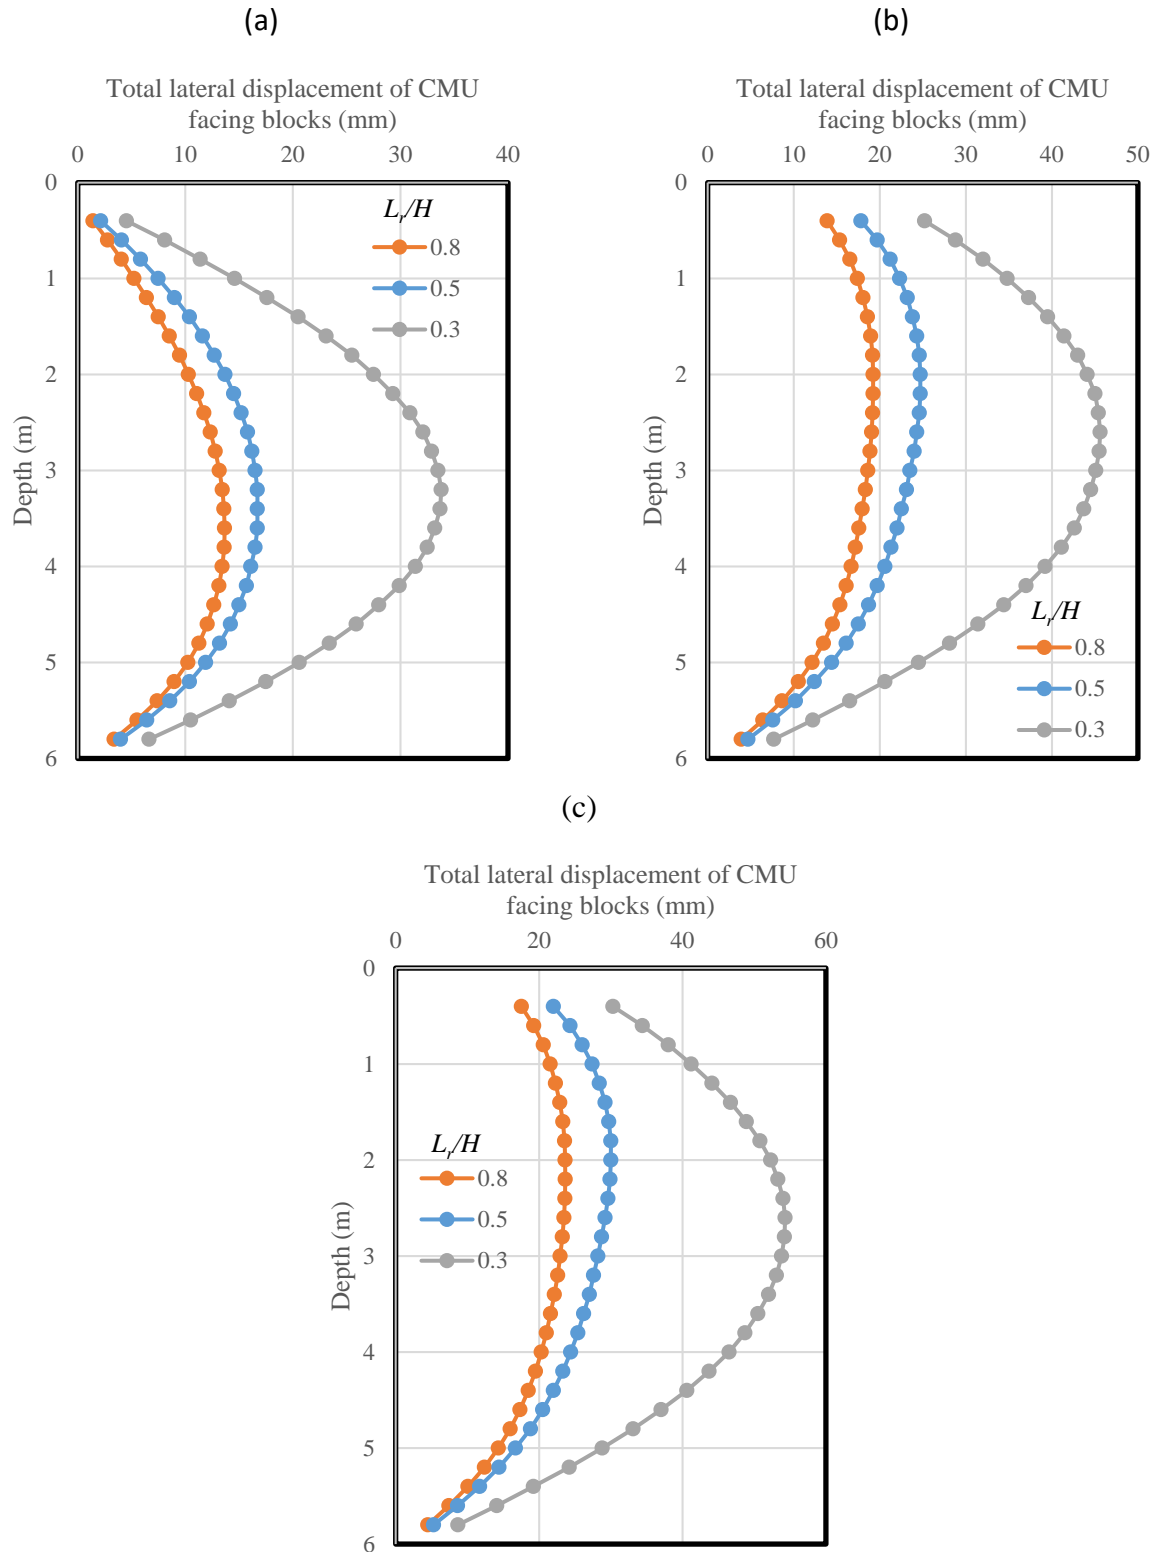 (a)
Total lateral displacement of CMU
facing blocks (mm)
0 10 20 30 40
0
1
2
3
4
5
6
Depth (m)
Lr/H
0.8
0.5
0.3
(b)
Total lateral displacement of CMU
facing blocks (mm)
0 10 20 30 40 50
0
1
2
3
4
5
6
Depth (m)
Lr/H
0.8
0.5
0.3
(c)
Total lateral displacement of CMU
facing blocks (mm)
0 20 40 60
0
1
2
3
4
5
6
Depth (m)
Lr/H
0.8
0.5
0.3